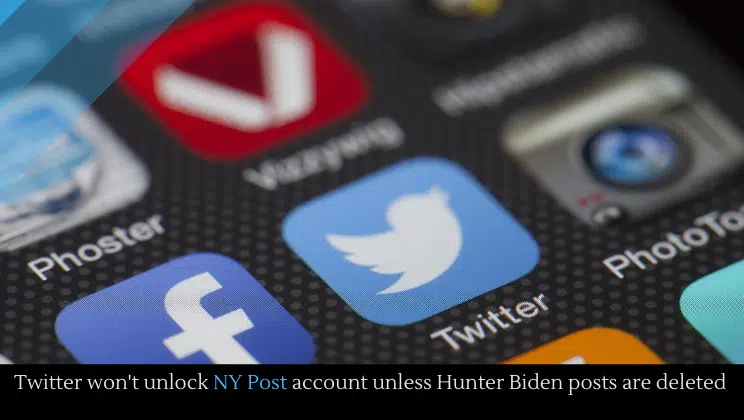 Vizzywig
Phoster
PhotoTo
Twitter
Twitter won't unlock NY Post account unless Hunter Biden posts are deleted